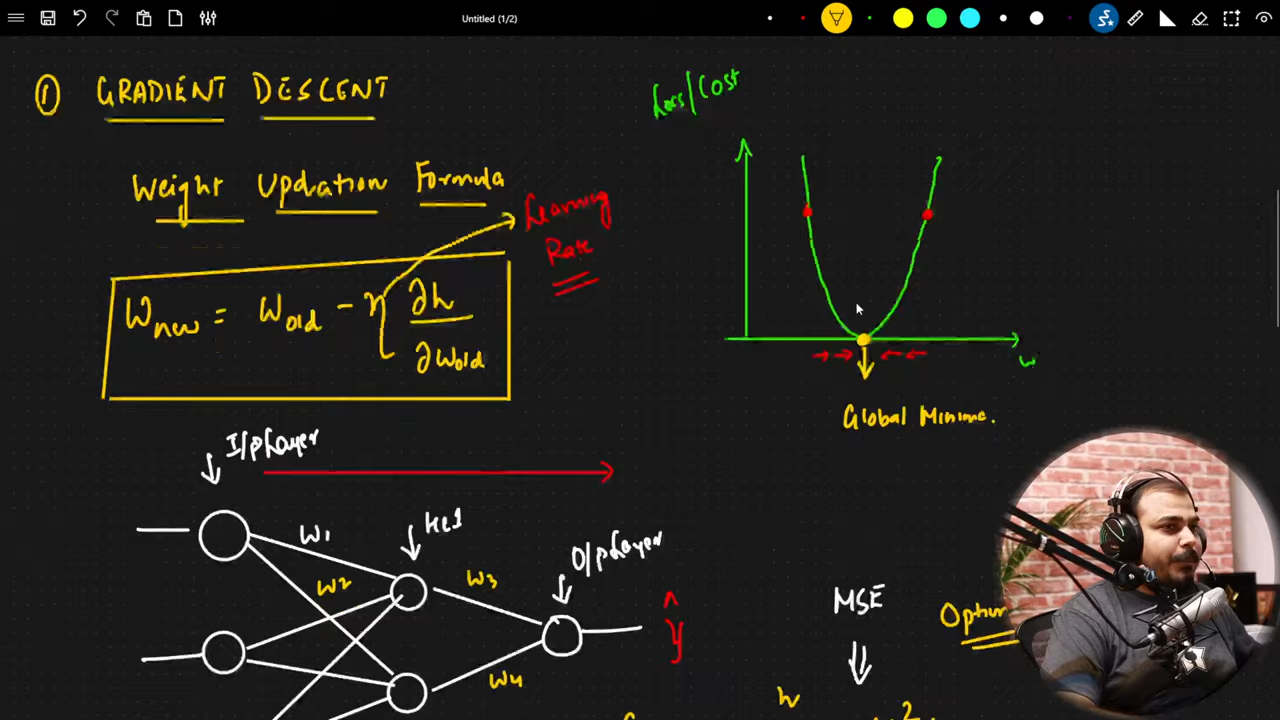 Untitled (1/2)
① GRADIENT DESCENT
Weight Updation Formula
Learning
Rate
Wnew = Wold - η ∂L
∂Wold
Loss/Cost
w
→→ ←←
Global Minima.
I/p Layer
HL1
O/p Layer
W1
W2
W3
W4
ŷ
MSE